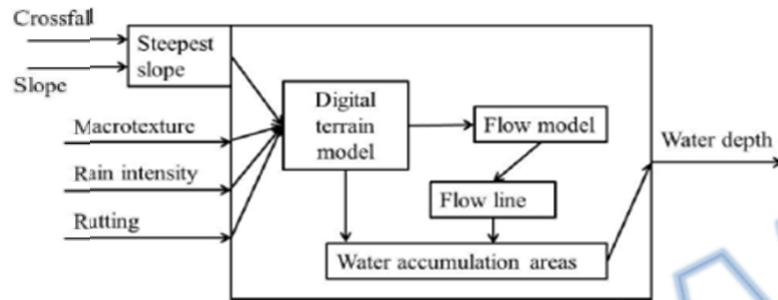 Crossfall
Slope
Steepest
slope
Macrotexture
Rain intensity
Rutting
Digital
terrain
model
Flow model
Flow line
Water accumulation areas
Water depth